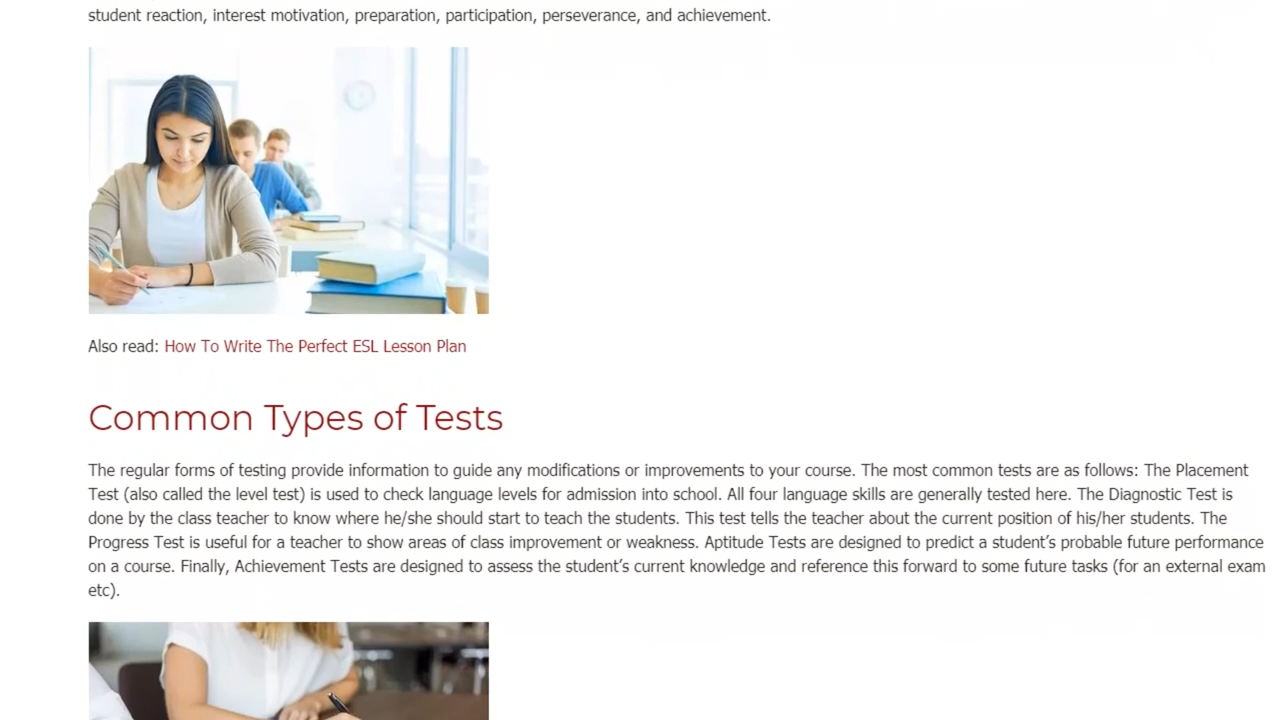 student reaction, interest motivation, preparation, participation, perseverance, and achievement.
Also read: How To Write The Perfect ESL Lesson Plan
Common Types of Tests
The regular forms of testing provide information to guide any modifications or improvements to your course. The most common tests are as follows: The Placement
Test (also called the level test) is used to check language levels for admission into school. All four language skills are generally tested here. The Diagnostic Test is
done by the class teacher to know where he/she should start to teach the students. This test tells the teacher about the current position of his/her students. The
Progress Test is useful for a teacher to show areas of class improvement or weakness. Aptitude Tests are designed to predict a student’s probable future performance
on a course. Finally, Achievement Tests are designed to assess the student’s current knowledge and reference this forward to some future tasks (for an external exam
etc).